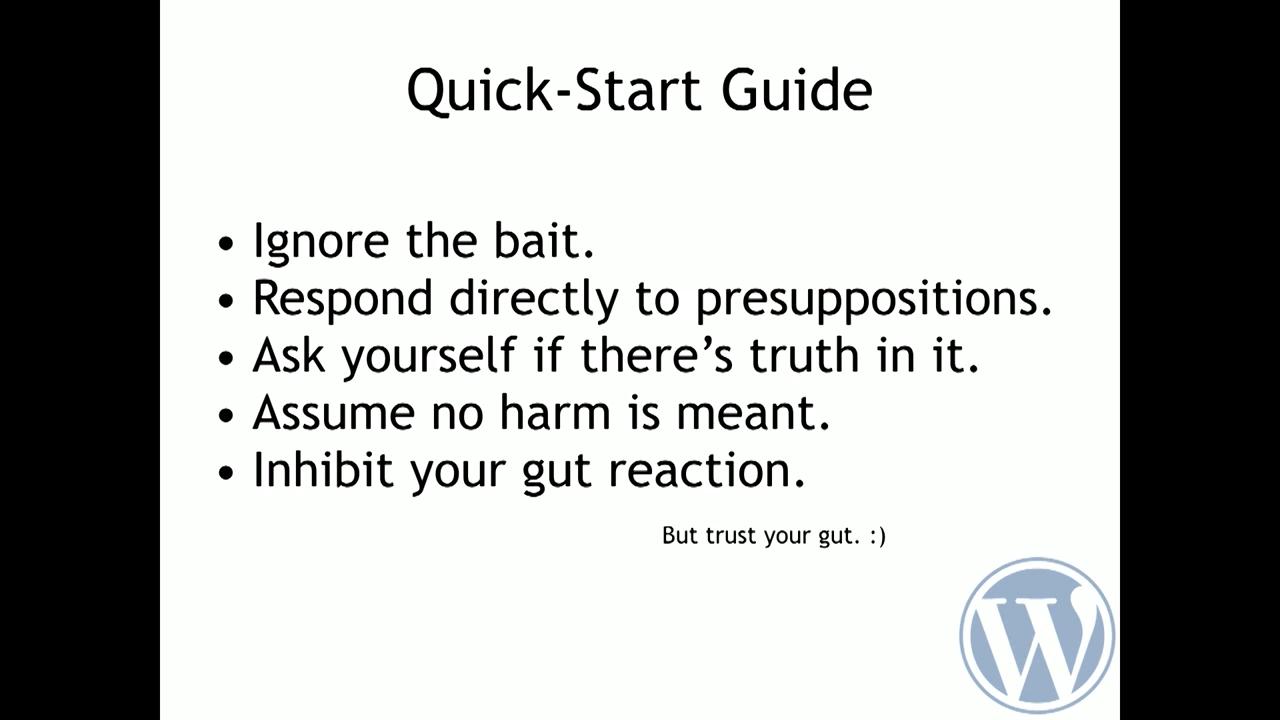 Quick-Start Guide
• Ignore the bait.
• Respond directly to presuppositions.
• Ask yourself if there’s truth in it.
• Assume no harm is meant.
• Inhibit your gut reaction.
But trust your gut. :)
W